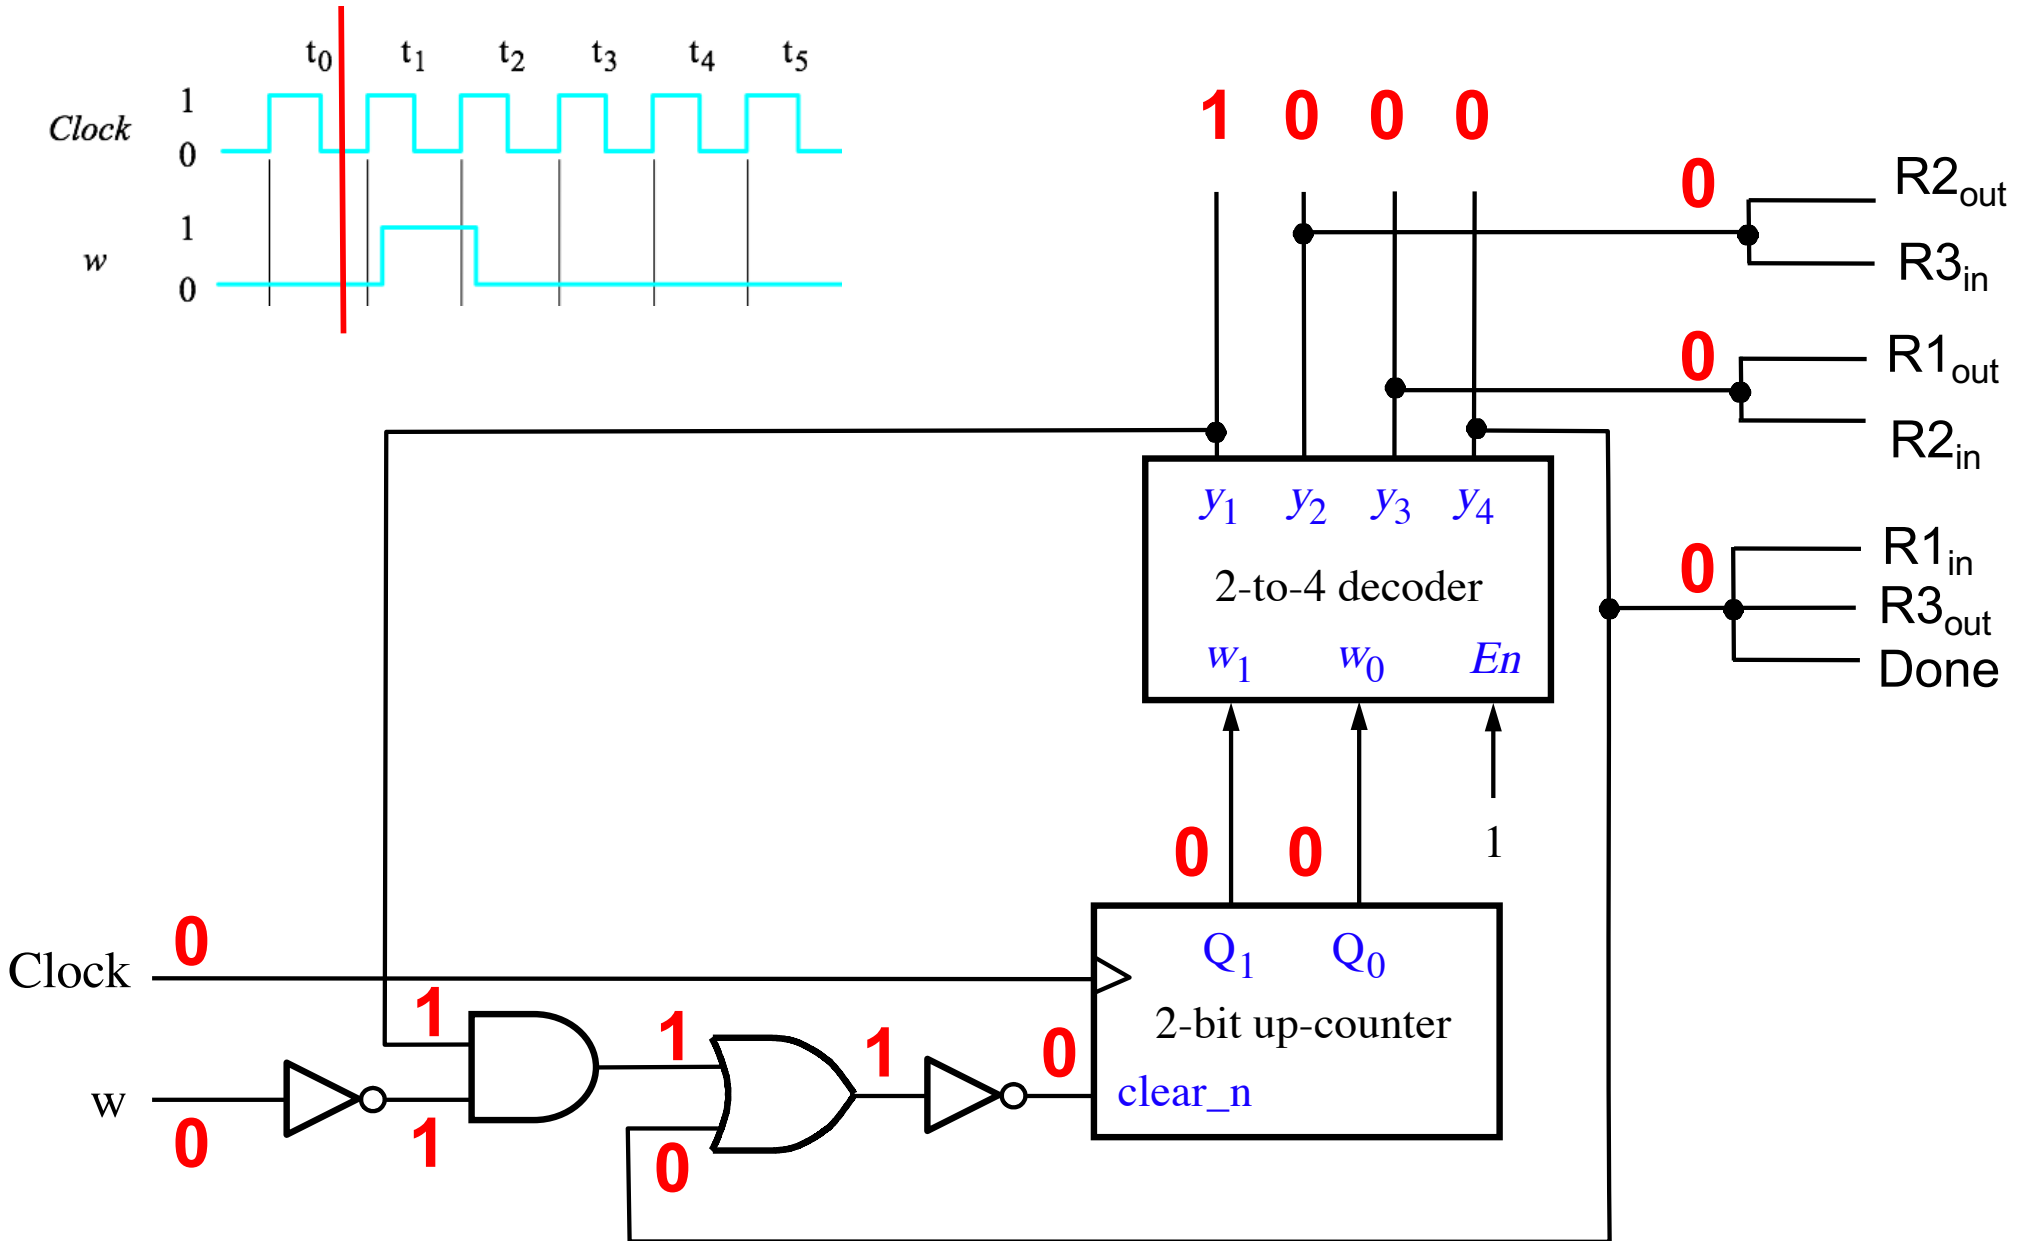 t0 t1 t2 t3 t4 t5
1
Clock
0
1
w
0
1 0 0 0
0
R2out
R3in
0
R1out
R2in
y1 y2 y3 y4
2-to-4 decoder
w1 w0 En
0
R1in
R3out
Done
0 0
1
Clock
0
Q1 Q0
2-bit up-counter
clear_n
1
1
1
0
w
0
1
0